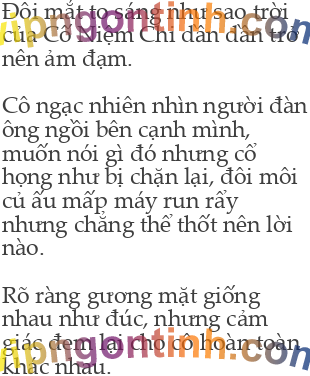 Đôi mắt to sáng như sao trời
của Cố Niệm Chi dần dần trở
nên ảm đạm.
Cô ngạc nhiên nhìn người đàn
ông ngồi bên cạnh mình,
muốn nói gì đó nhưng cổ
họng như bị chặn lại, đôi môi
củ ấu mấp máy run rẩy
nhưng chẳng thể thốt nên lời
nào.
Rõ ràng gương mặt giống
nhau như đúc, nhưng cảm
giác đem lại cho cô hoàn toàn
khác nhau.
vipngontinh.com
vipngontinh.com